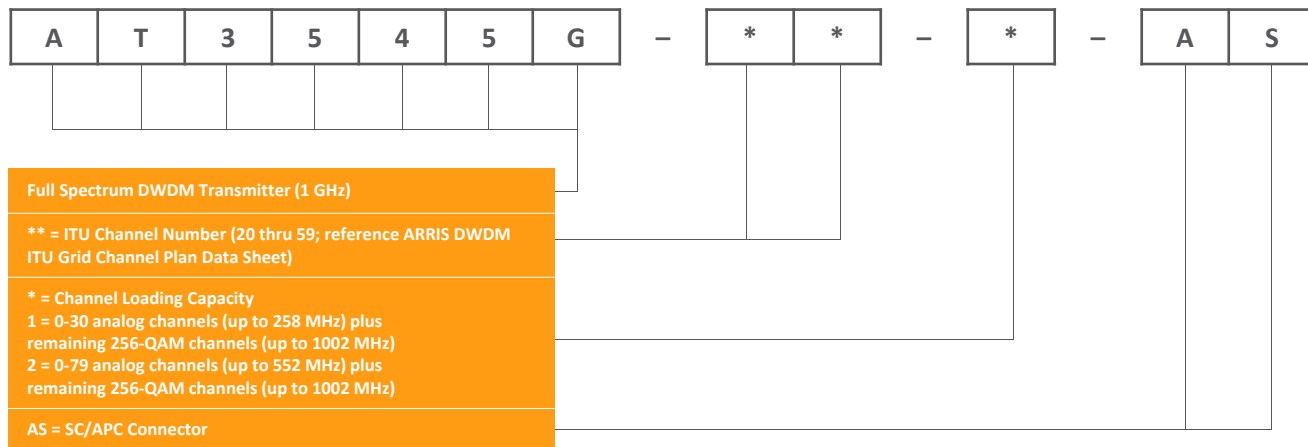 A T 3 5 4 5 G – * * – * – A S
Full Spectrum DWDM Transmitter (1 GHz)
** = ITU Channel Number (20 thru 59; reference ARRIS DWDM
ITU Grid Channel Plan Data Sheet)
* = Channel Loading Capacity
1 = 0-30 analog channels (up to 258 MHz) plus
remaining 256-QAM channels (up to 1002 MHz)
2 = 0-79 analog channels (up to 552 MHz) plus
remaining 256-QAM channels (up to 1002 MHz)
AS = SC/APC Connector